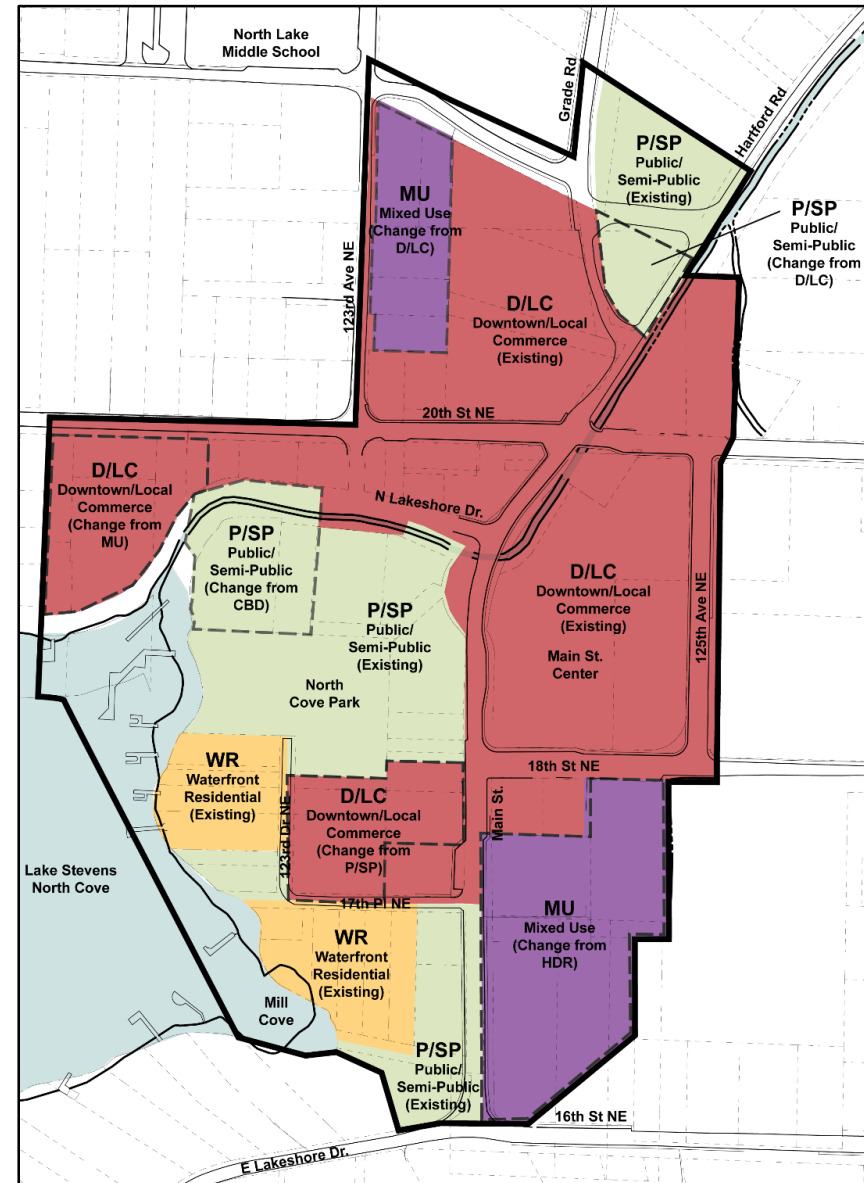 North Lake
Middle School
Grade Rd
Hartford Rd
P/SP
Public/
Semi-Public
(Existing)
MU
Mixed Use
(Change from
D/LC)
P/SP
Public/
Semi-Public
(Change from
D/LC)
123rd Ave NE
D/LC
Downtown/Local
Commerce
(Existing)
20th St NE
D/LC
Downtown/Local
Commerce
(Change from
MU)
N Lakeshore Dr.
P/SP
Public/
Semi-Public
(Change from
CBD)
D/LC
Downtown/Local
Commerce
(Existing)
P/SP
Public/
Semi-Public
(Existing)
125th Ave NE
Main St.
Center
North
Cove Park
WR
Waterfront
Residential
(Existing)
18th St NE
D/LC
Downtown/Local
Commerce
(Change from
P/SP)
123rd Dr NE
Main St.
Lake Stevens
North Cove
17th Pl NE
MU
Mixed Use
(Change from
HDR)
WR
Waterfront
Residential
(Existing)
Mill
Cove
P/SP
Public/
Semi-Public
(Existing)
16th St NE
E Lakeshore Dr.